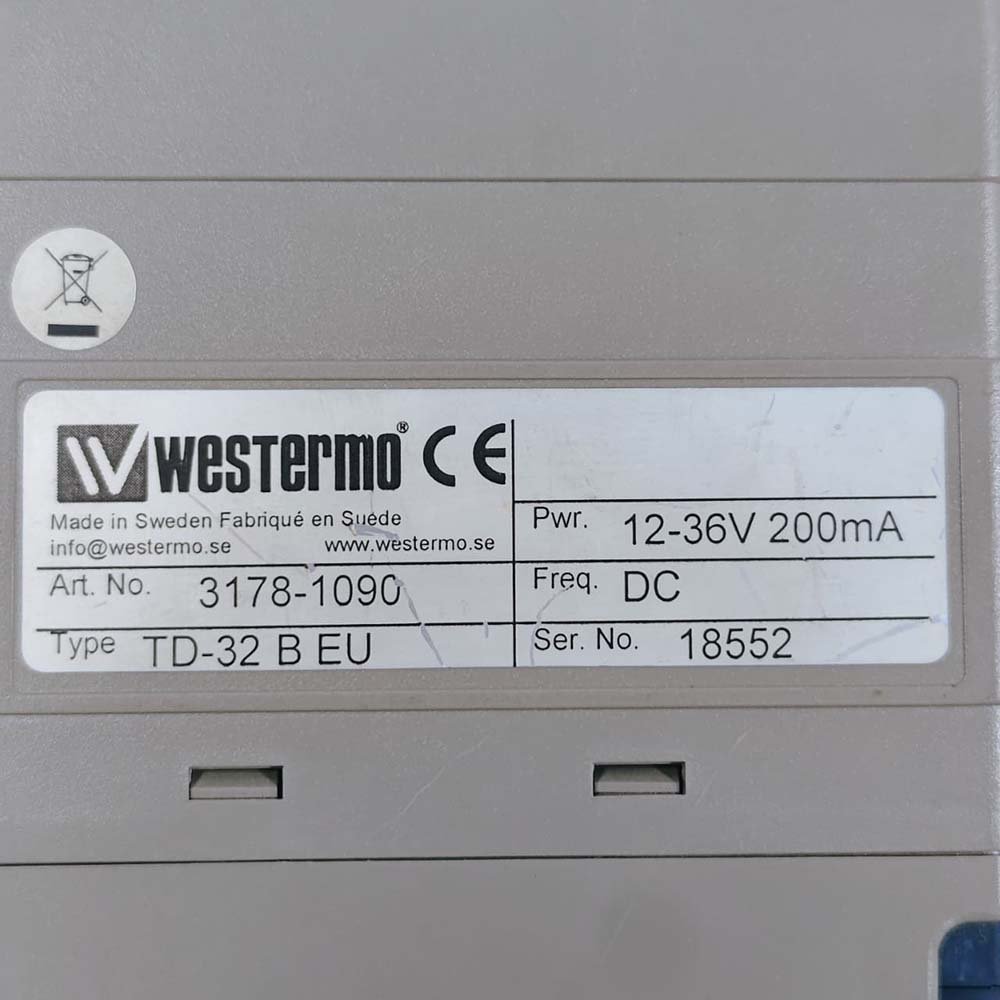 WESTERMO® CE
Made in Sweden Fabriqué en Suède
info@westermo.se www.westermo.se
Art. No. 3178-1090
Type TD-32 B EU
Pwr. 12-36V 200mA
Freq. DC
Ser. No. 18552